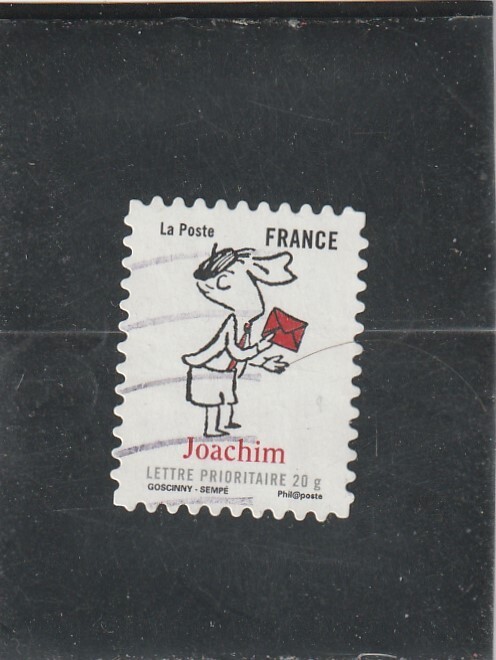 La Poste
FRANCE
Joachim
LETTRE PRIORITAIRE 20 g
GOSCINNY - SEMPÉ
Phil@poste